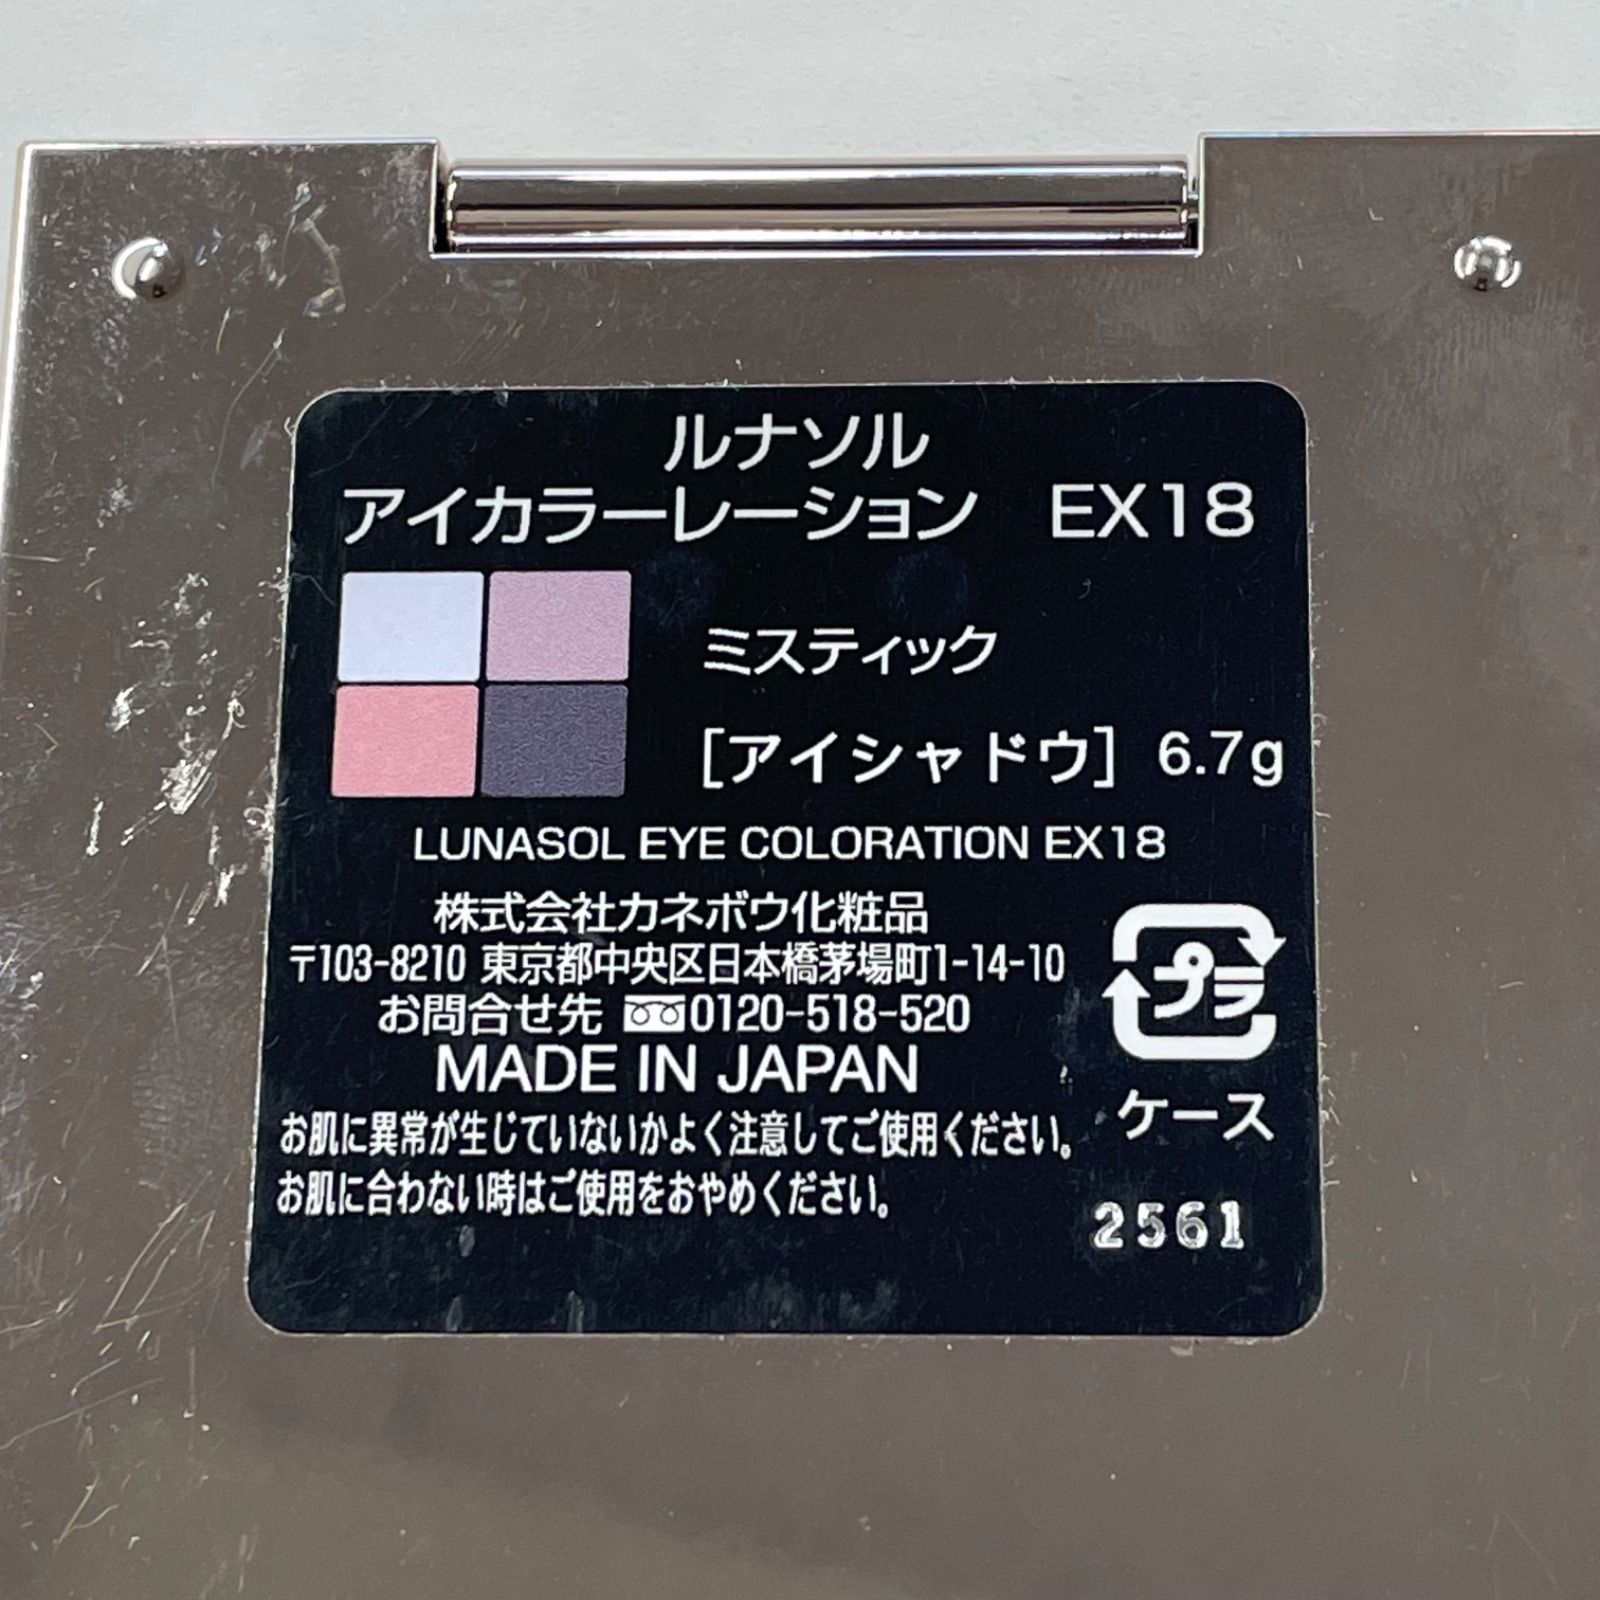 ルナソル
アイカラーレーション EX18
ミスティック
[アイシャドウ] 6.7g
LUNASOL EYE COLORATION EX18
株式会社カネボウ化粧品
〒103-8210 東京都中央区日本橋茅場町1-14-10
お問合せ先 0120-518-520
MADE IN JAPAN
お肌に異常が生じていないかよく注意してご使用ください。
お肌に合わない時はご使用をおやめください。
プラ
ケース
2561